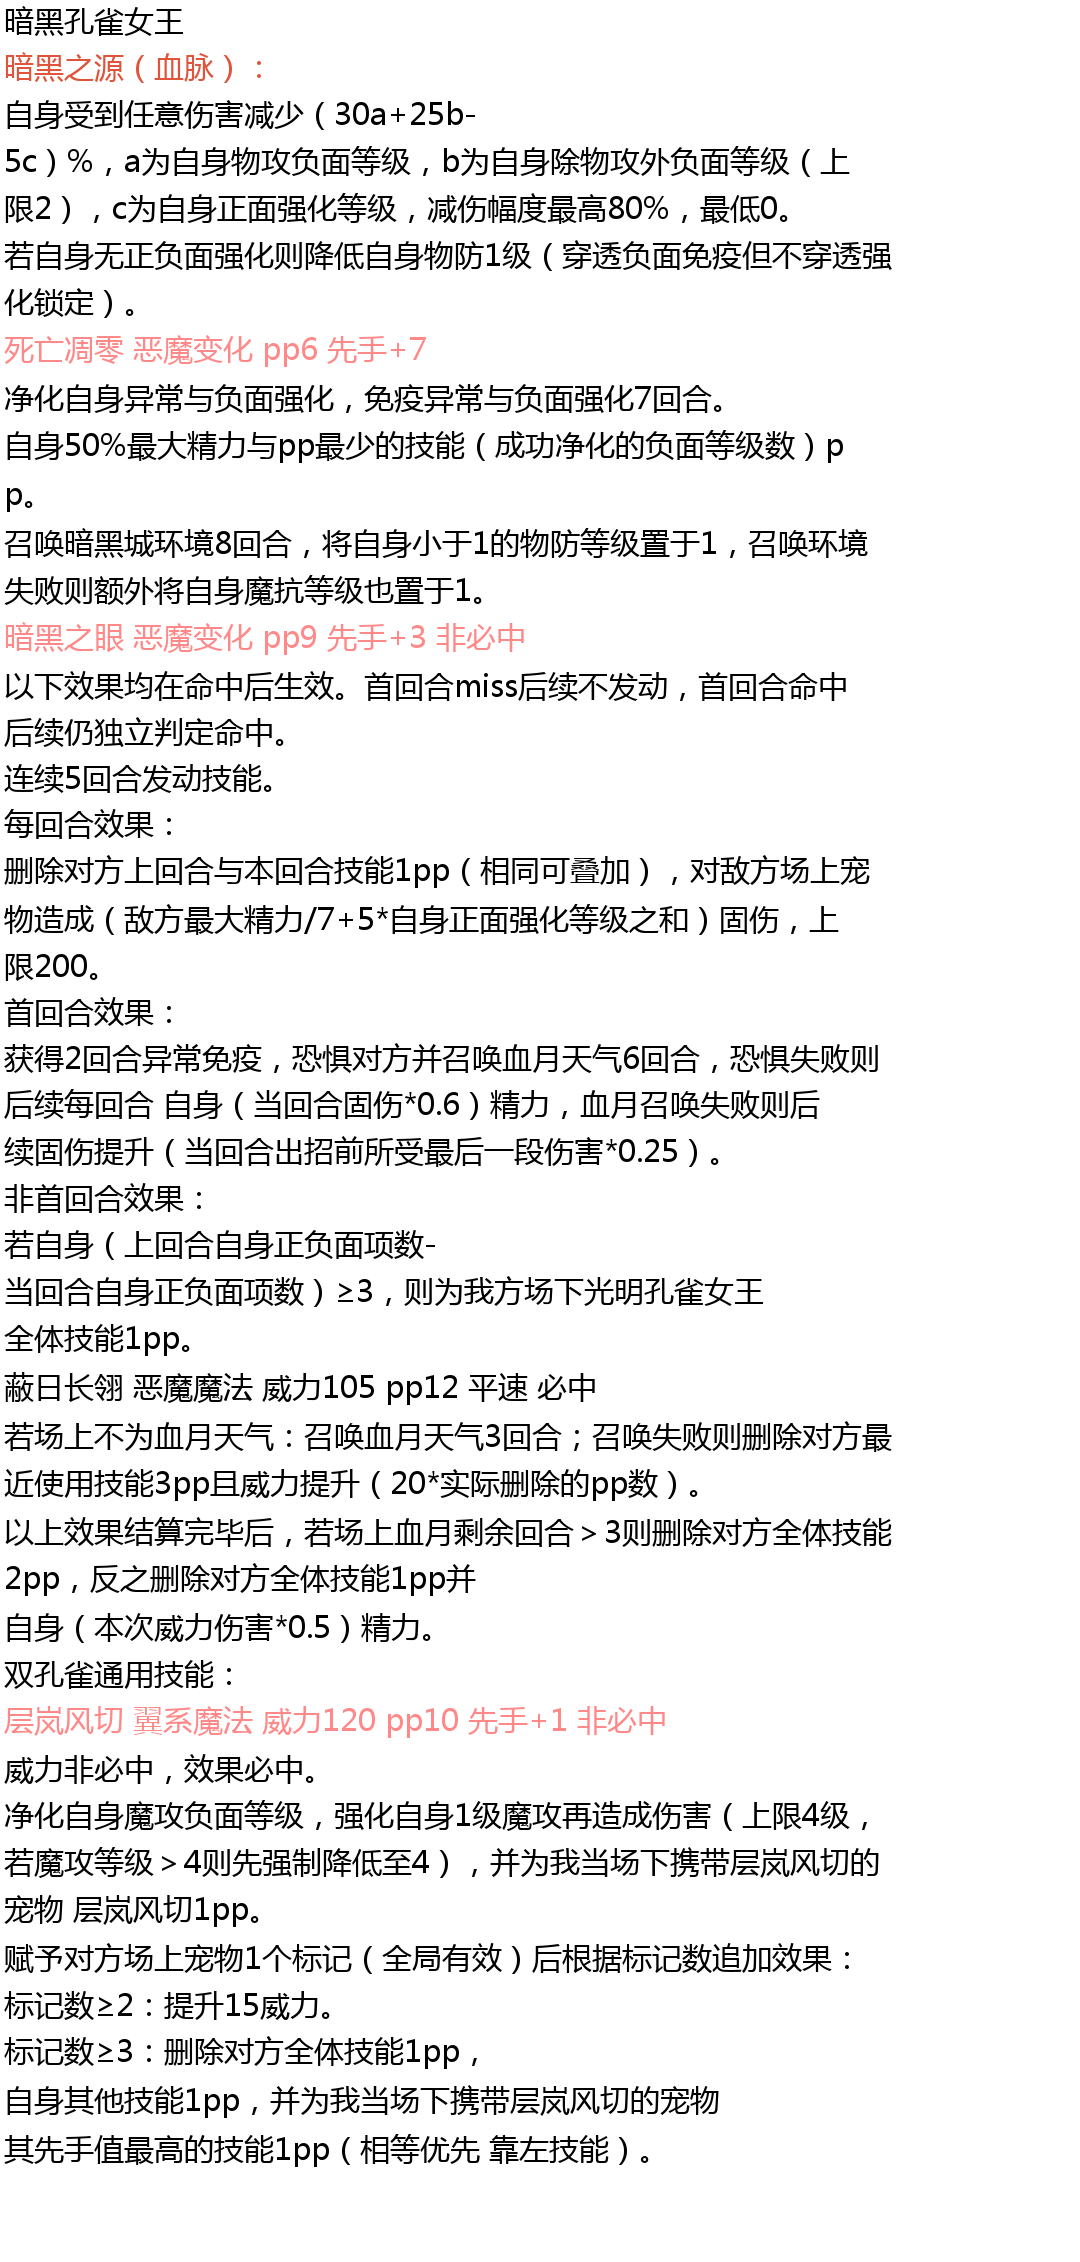 暗黑孔雀女王
暗黑之源（血脉）：
自身受到任意伤害减少（30a+25b-
5c）%，a为自身物攻负面等级，b为自身除物攻外负面等级（上
限2），c为自身正面强化等级，减伤幅度最高80%，最低0。
若自身无正负面强化则降低自身物防1级（穿透负面免疫但不穿透强
化锁定）。
死亡凋零 恶魔变化 pp6 先手+7
净化自身异常与负面强化，免疫异常与负面强化7回合。
自身50%最大精力与pp最少的技能（成功净化的负面等级数）p
p。
召唤暗黑城环境8回合，将自身小于1的物防等级置于1，召唤环境
失败则额外将自身魔抗等级也置于1。
暗黑之眼 恶魔变化 pp9 先手+3 非必中
以下效果均在命中后生效。首回合miss后续不发动，首回合命中
后续仍独立判定命中。
连续5回合发动技能。
每回合效果：
删除对方上回合与本回合技能1pp（相同可叠加），对敌方场上宠
物造成（敌方最大精力/7+5*自身正面强化等级之和）固伤，上
限200。
首回合效果：
获得2回合异常免疫，恐惧对方并召唤血月天气6回合，恐惧失败则
后续每回合 自身（当回合固伤*0.6）精力，血月召唤失败则后
续固伤提升（当回合出招前所受最后一段伤害*0.25）。
非首回合效果：
若自身（上回合自身正负面项数-
当回合自身正负面项数）≥3，则为我方场下光明孔雀女王
全体技能1pp。
蔽日长翎 恶魔魔法 威力105 pp12 平速 必中
若场上不为血月天气：召唤血月天气3回合；召唤失败则删除对方最
近使用技能3pp且威力提升（20*实际删除的pp数）。
以上效果结算完毕后，若场上血月剩余回合＞3则删除对方全体技能
2pp，反之删除对方全体技能1pp并
自身（本次威力伤害*0.5）精力。
双孔雀通用技能：
层岚风切 翼系魔法 威力120 pp10 先手+1 非必中
威力非必中，效果必中。
净化自身魔攻负面等级，强化自身1级魔攻再造成伤害（上限4级，
若魔攻等级＞4则先强制降低至4），并为我当场下携带层岚风切的
宠物 层岚风切1pp。
赋予对方场上宠物1个标记（全局有效）后根据标记数追加效果：
标记数≥2：提升15威力。
标记数≥3：删除对方全体技能1pp，
自身其他技能1pp，并为我当场下携带层岚风切的宠物
其先手值最高的技能1pp（相等优先 靠左技能）。